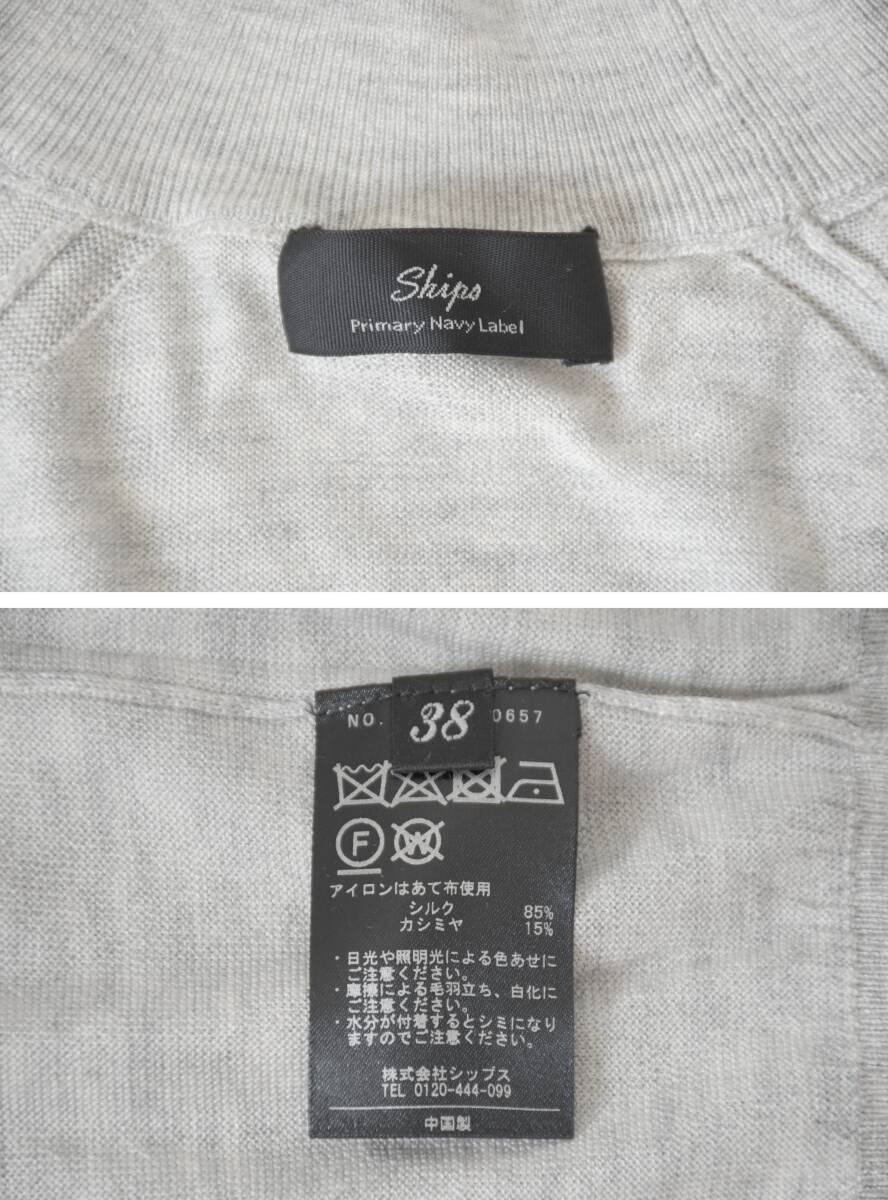 Ships
Primary Navy Label
NO. 38 0657
F W
アイロンはあて布使用
シルク 85%
カシミヤ 15%
・日光や照明光による色あせに
ご注意ください。
・摩擦による毛羽立ち、白化に
ご注意ください。
・水分が付着するとシミになり
ますのでご注意ください。
株式会社シップス
TEL 0120-444-099
中国製